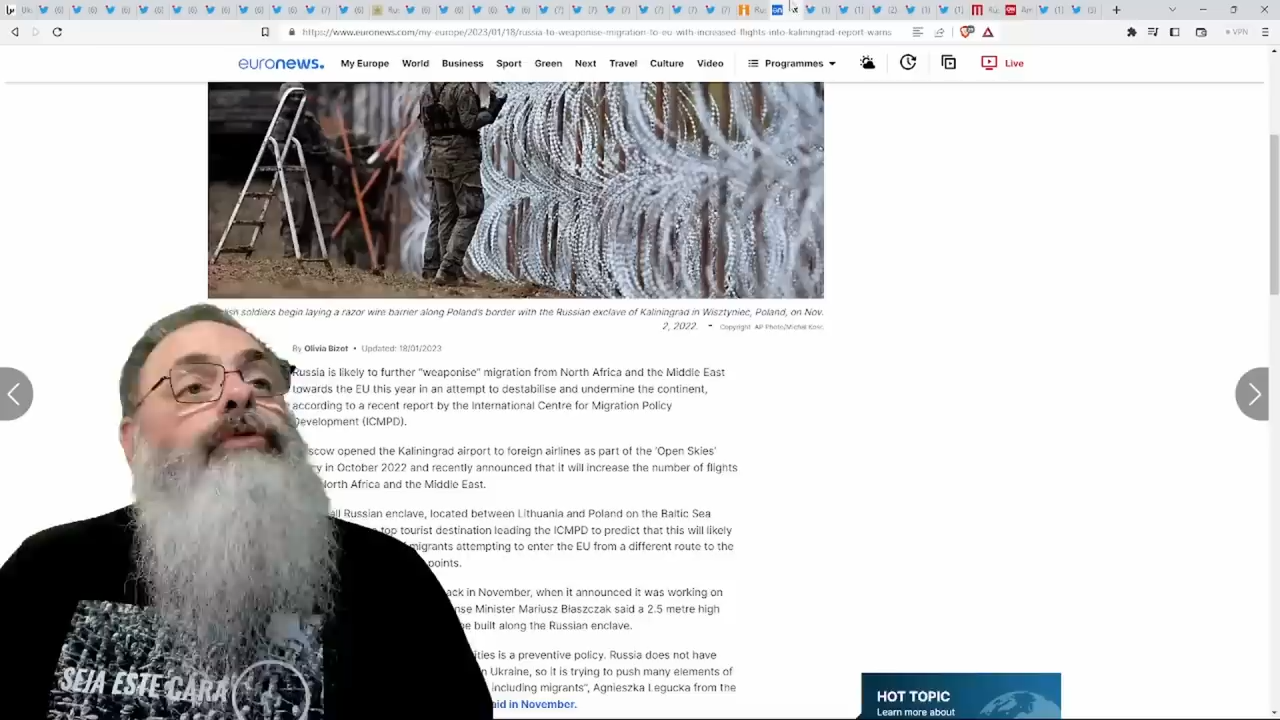 https://www.euronews.com/my-europe/2023/01/18/russia-to-weaponise-migration-to-eu-with-increased-flights-into-kaliningrad-report-warns
VPN
euronews.
My Europe World Business Sport Green Next Travel Culture Video Programmes Live
soldiers begin laying a razor wire barrier along Poland's border with the Russian exclave of Kaliningrad in Wisztyniec, Poland, on Nov.
2, 2022. - Copyright AP Photo/Michal Kosc
By Olivia Bizot • Updated: 18/01/2023
Russia is likely to further "weaponise" migration from North Africa and the Middle East
towards the EU this year in an attempt to destabilise and undermine the continent,
according to a recent report by the International Centre for Migration Policy
Development (ICMPD).
scow opened the Kaliningrad airport to foreign airlines as part of the 'Open Skies'
in October 2022 and recently announced that it will increase the number of flights
North Africa and the Middle East.
all Russian enclave, located between Lithuania and Poland on the Baltic Sea
top tourist destination leading the ICMPD to predict that this will likely
migrants attempting to enter the EU from a different route to the
points.
ack in November, when it announced it was working on
nse Minister Mariusz Błaszczak said a 2.5 metre high
be built along the Russian enclave.
ities is a preventive policy. Russia does not have
n Ukraine, so it is trying to push many elements of
including migrants", Agnieszka Legucka from the
aid in November.
HOT TOPIC
Learn more about
SEJA ESTE CARA